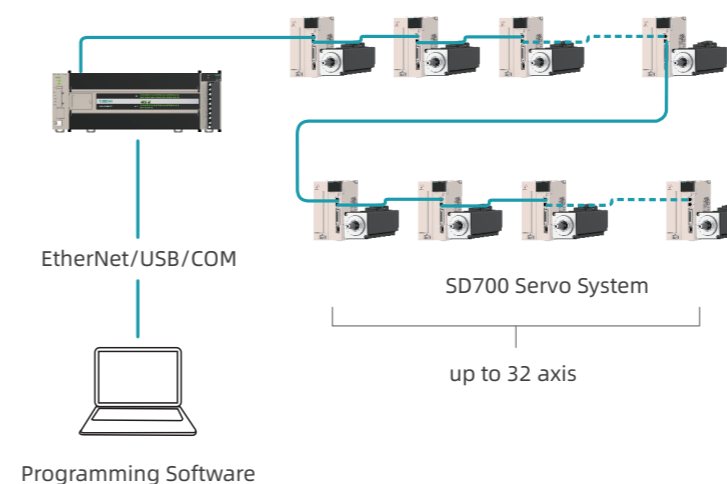 EtherNet/USB/COM
SD700 Servo System
up to 32 axis
Programming Software